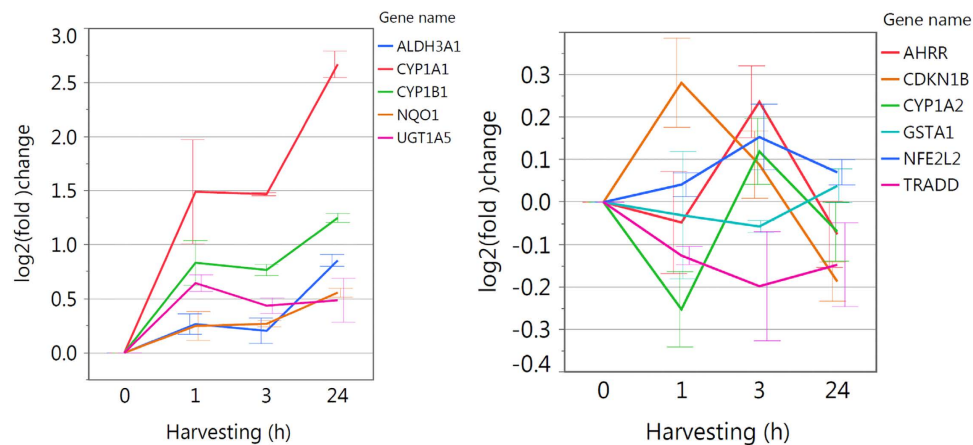 Gene name
ALDH3A1
CYP1A1
CYP1B1
NQO1
UGT1A5
3.0
2.5
2.0
1.5
1.0
0.5
0.0
log2(fold )change
0 1 3 24
Harvesting (h)
Gene name
AHRR
CDKN1B
CYP1A2
GSTA1
NFE2L2
TRADD
0.3
0.2
0.1
0.0
-0.1
-0.2
-0.3
-0.4
log2(fold )change
0 1 3 24
Harvesting (h)